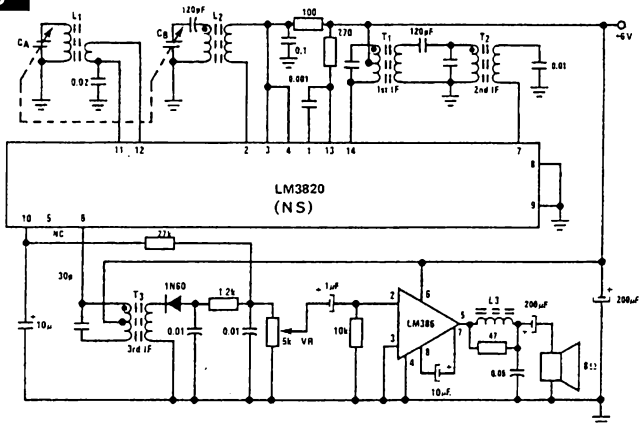 L1
120pF
L2
100
120pF
CA
CB
0.1
270
T1
T2
~6V
0.02
0.001
0.01
1st IF
2nd IF
11 12 2 3 4 1 13 14 7
LM3820
(NS)
8
9
10 5 6
NC
27k
30p
T3
1N60
1.2k
1µF
6
200µF
L3
200µF
10µ
0.01
0.01
5k
VR
10k
2
3
LM386
5
7
4
8
47
8Ω
3rd IF
10µF
0.05